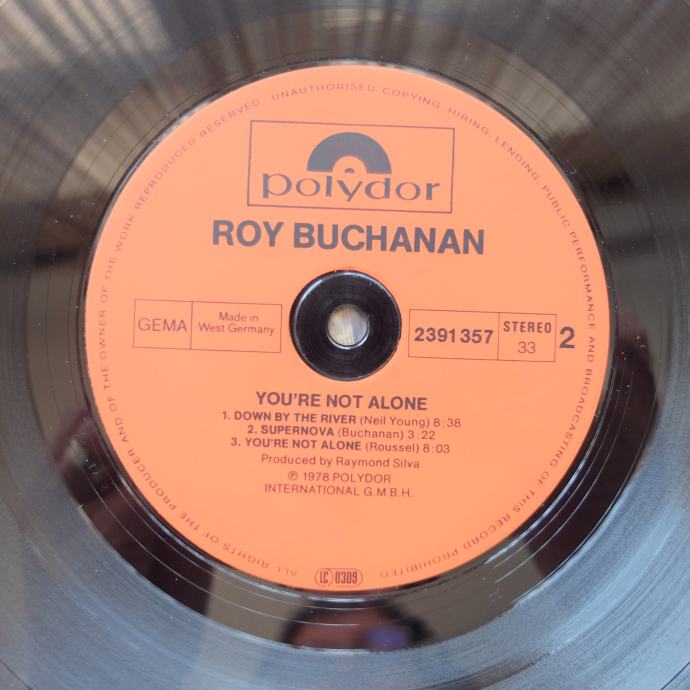 ALL RIGHTS OF THE PRODUCER AND OF THE OWNER OF THE WORK REPRODUCED RESERVED · UNAUTHORISED COPYING, HIRING, LENDING, PUBLIC PERFORMANCE AND BROADCASTING OF THIS RECORD PROHIBITED
polydor
ROY BUCHANAN
GEMA
Made in
West Germany
2391 357
STEREO
33
2
YOU'RE NOT ALONE
1. DOWN BY THE RIVER (Neil Young) 8:38
2. SUPERNOVA (Buchanan) 3:22
3. YOU'RE NOT ALONE (Roussel) 8:03
Produced by Raymond Silva
℗ 1978 POLYDOR
INTERNATIONAL G.M.B.H.
LC 0309